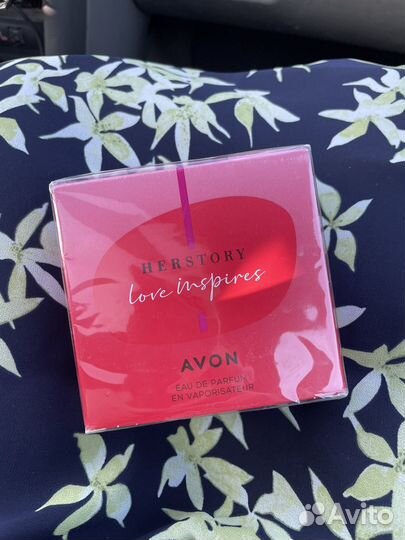 HERSTORY
love inspires
AVON
EAU DE PARFUM
EN VAPORISATEUR
Avito